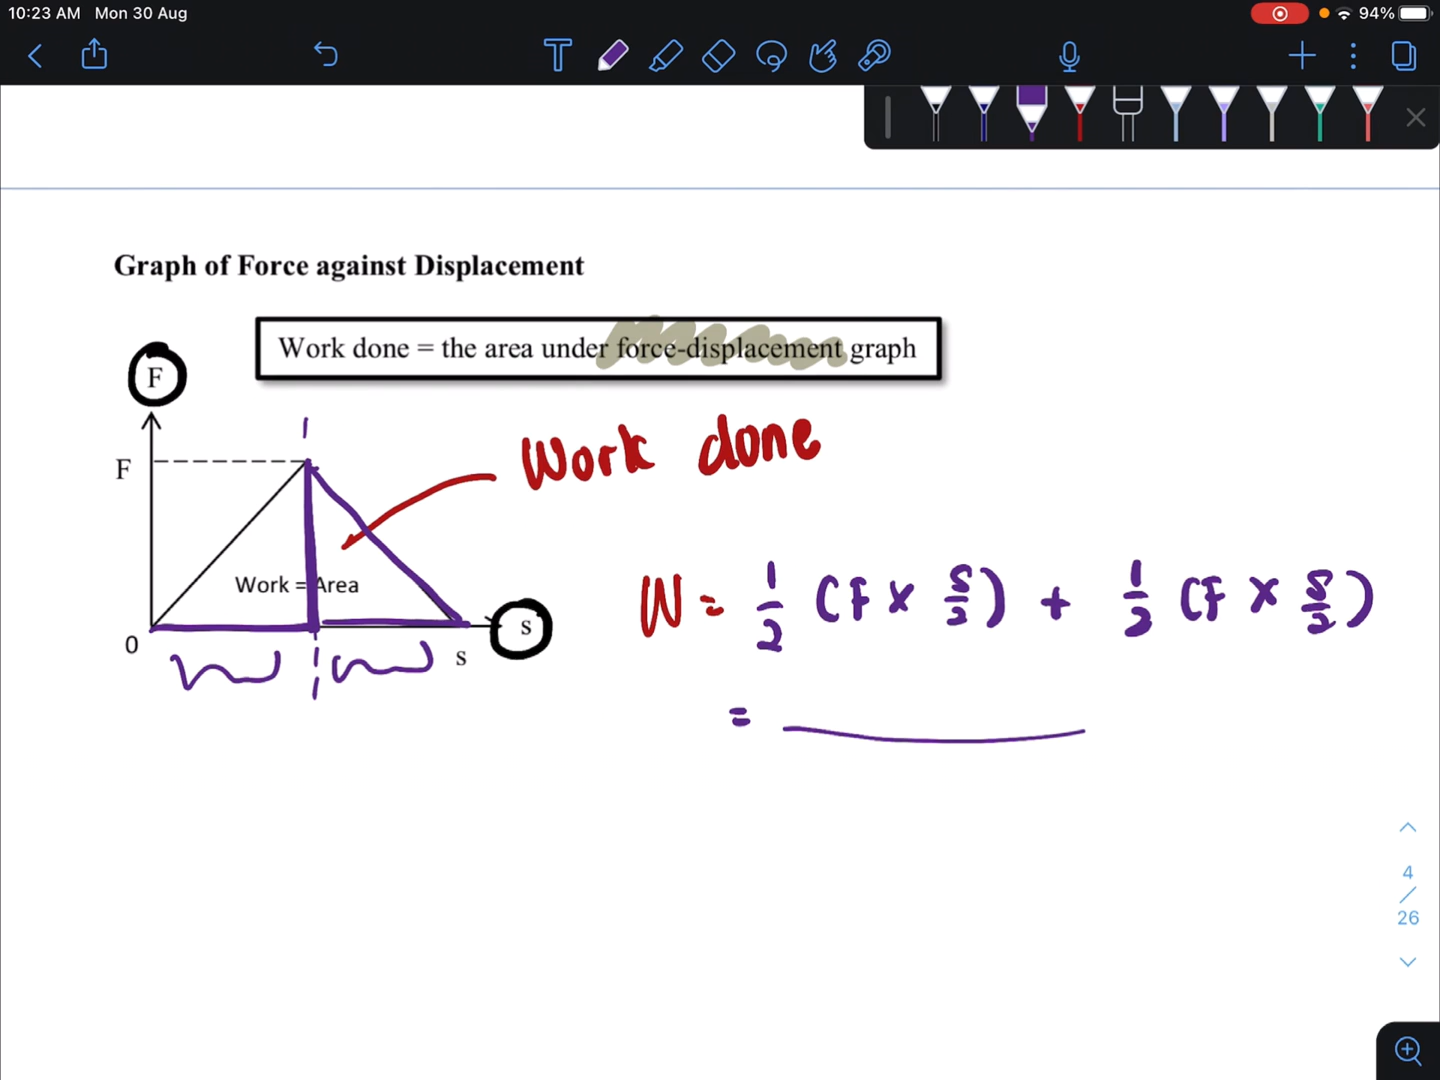 10:23 AM Mon 30 Aug
94%
T
Graph of Force against Displacement
Work done = the area under force-displacement graph
F
F
Work done
Work = Area
W = 1/2 (F × s/2) + 1/2 (F × s/2)
0
s
s
=
4
/
26